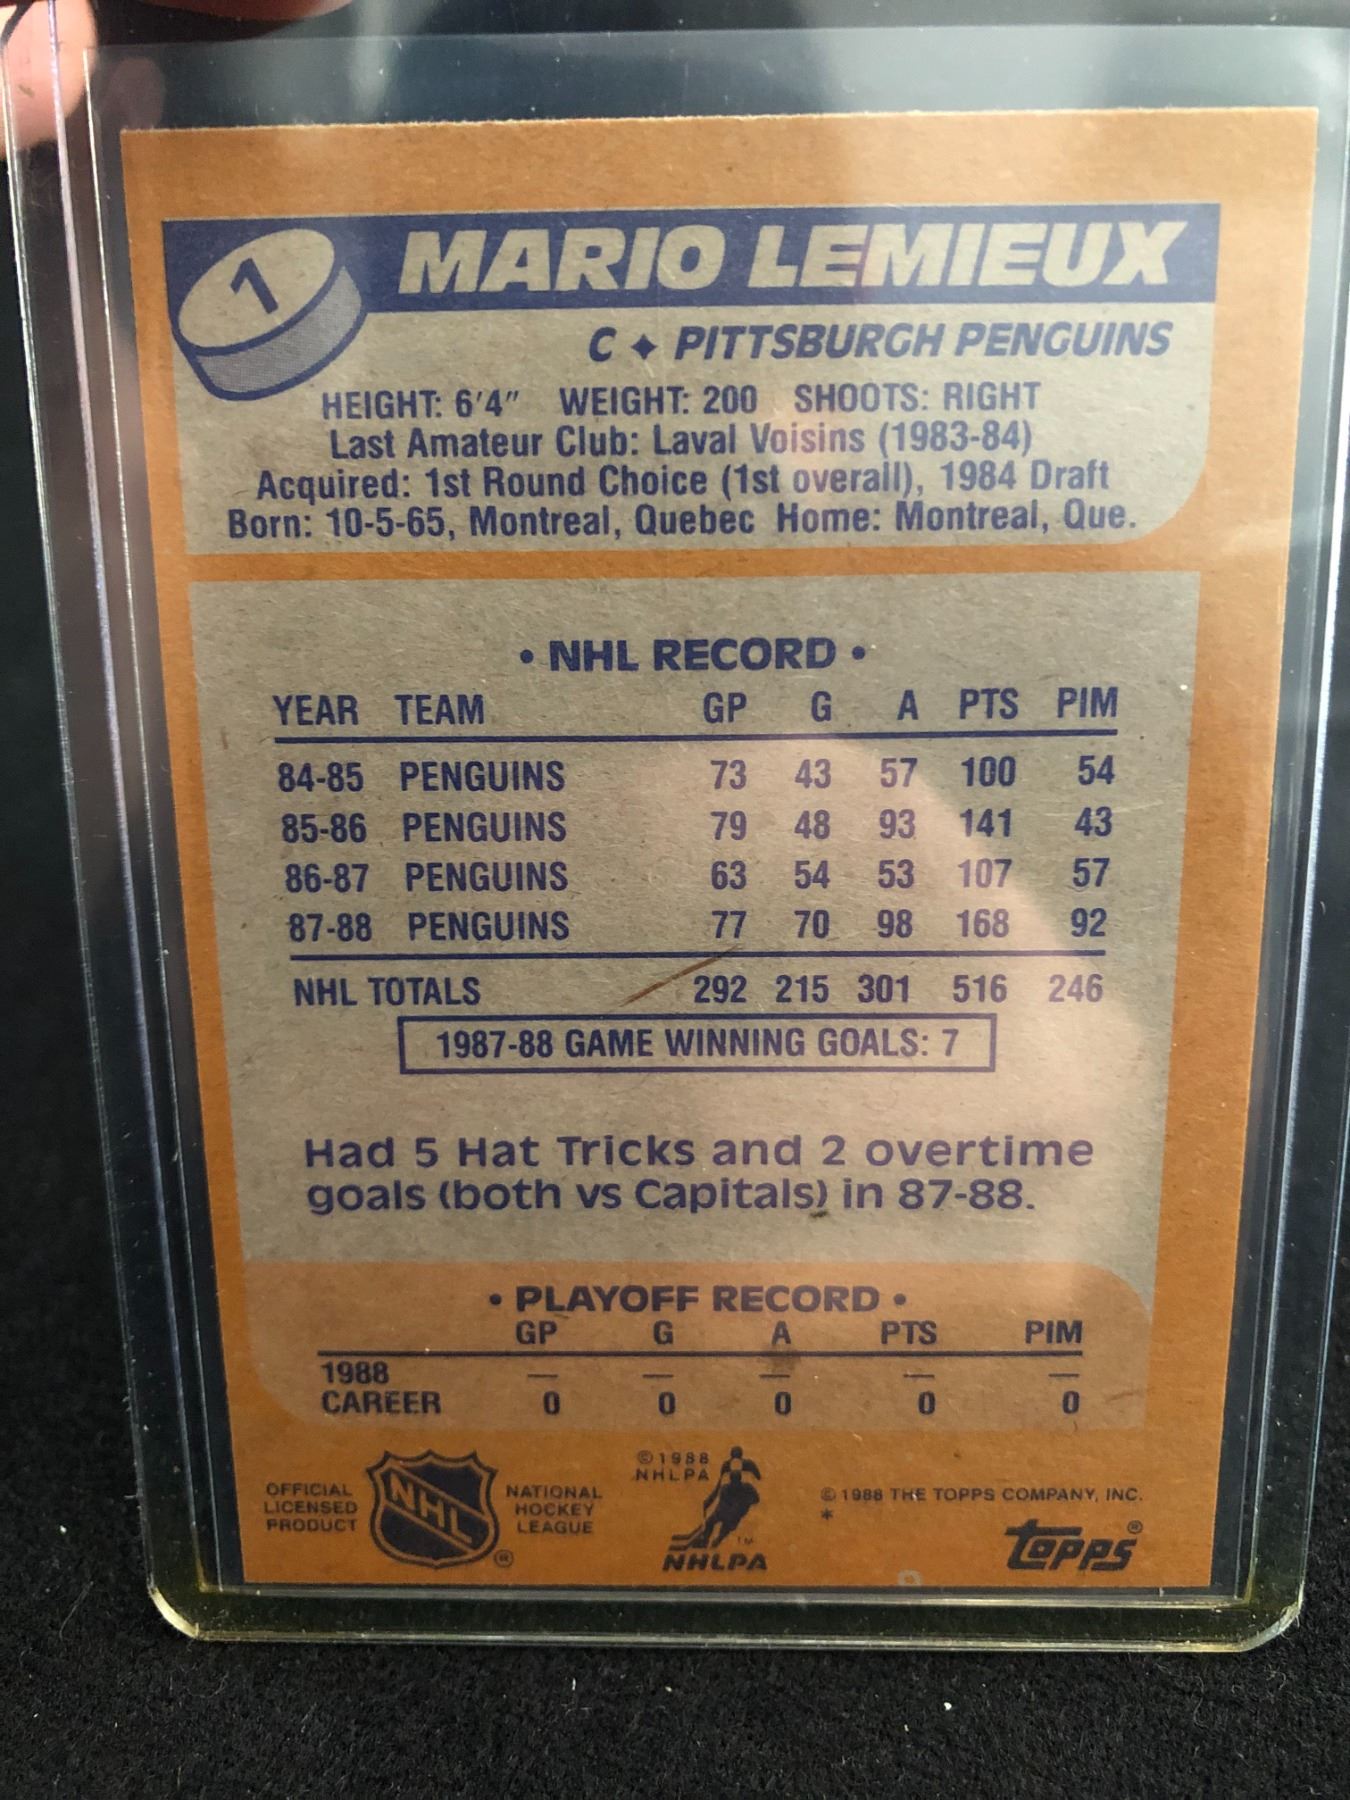 1 MARIO LEMIEUX
C ✦ PITTSBURGH PENGUINS
HEIGHT: 6'4" WEIGHT: 200 SHOOTS: RIGHT
Last Amateur Club: Laval Voisins (1983-84)
Acquired: 1st Round Choice (1st overall), 1984 Draft
Born: 10-5-65, Montreal, Quebec Home: Montreal, Que.
• NHL RECORD •
YEAR TEAM GP G A PTS PIM
84-85 PENGUINS 73 43 57 100 54
85-86 PENGUINS 79 48 93 141 43
86-87 PENGUINS 63 54 53 107 57
87-88 PENGUINS 77 70 98 168 92
NHL TOTALS 292 215 301 516 246
1987-88 GAME WINNING GOALS: 7
Had 5 Hat Tricks and 2 overtime
goals (both vs Capitals) in 87-88.
• PLAYOFF RECORD •
GP G A PTS PIM
1988 — — — — —
CAREER 0 0 0 0 0
OFFICIAL
LICENSED
PRODUCT
NHL
®
NATIONAL
HOCKEY
LEAGUE
© 1988
NHLPA
TM
NHLPA
© 1988 THE TOPPS COMPANY, INC.
*
topps®